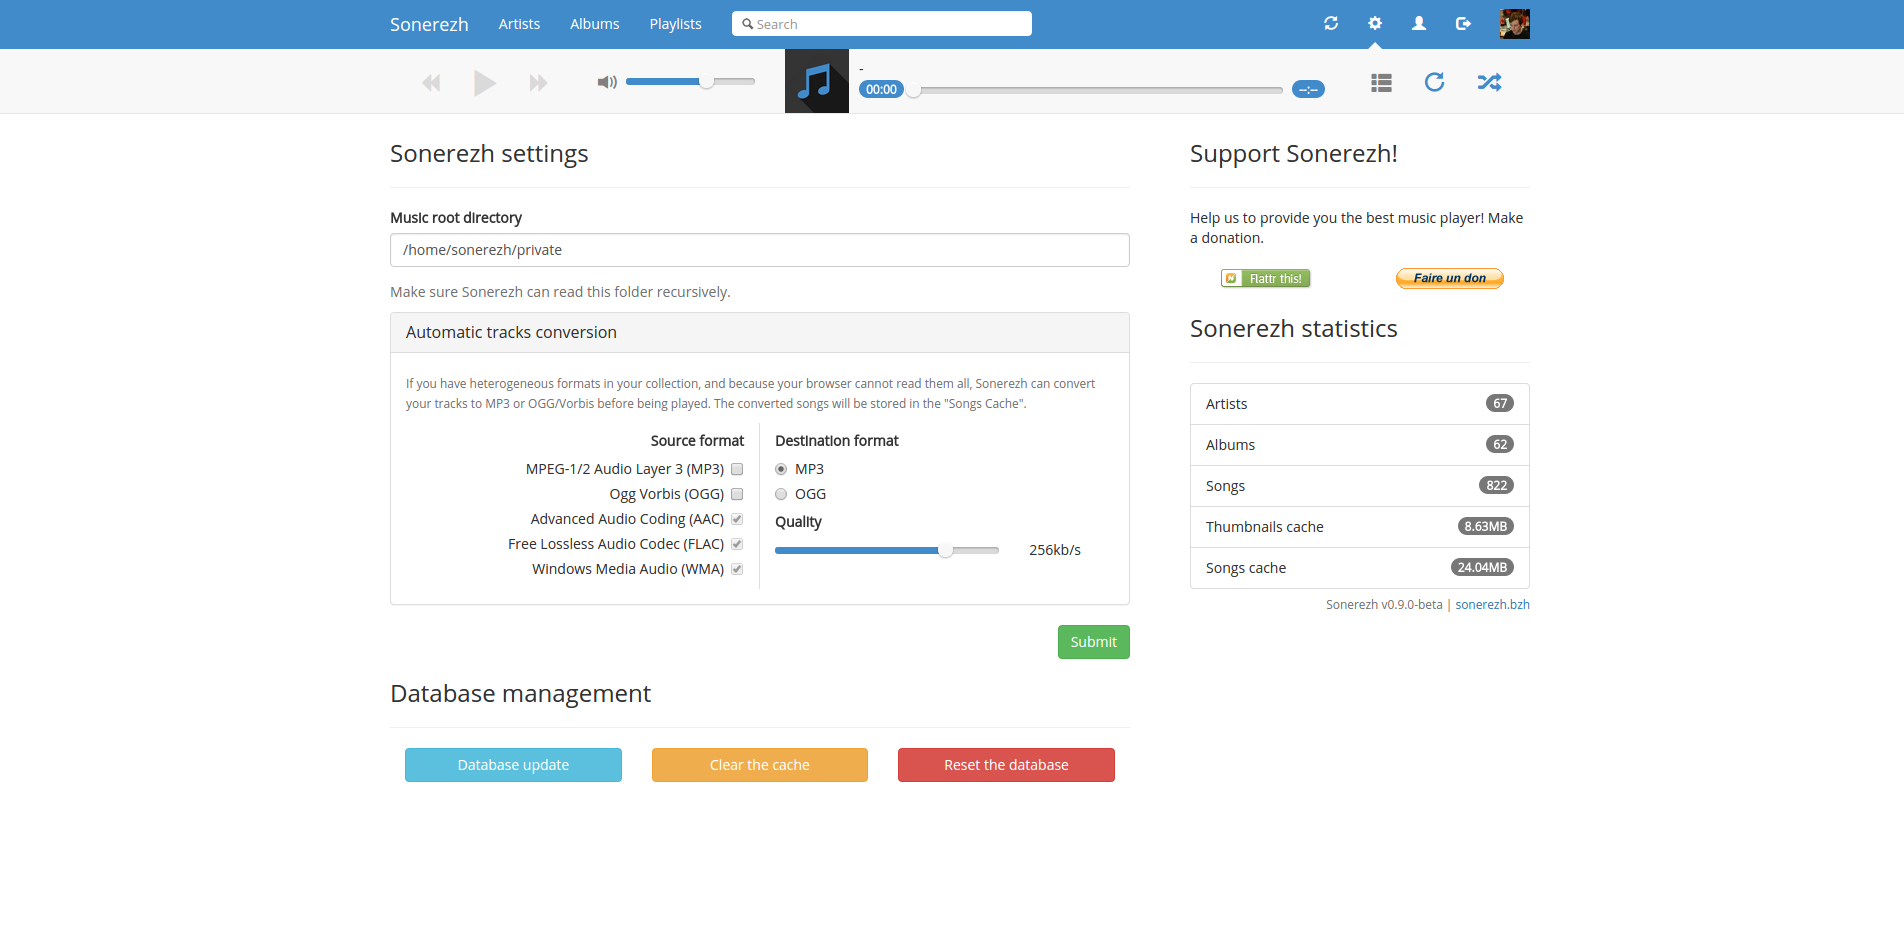 Sonerezh Artists Albums Playlists Search
-
00:00 --:--
Sonerezh settings
Music root directory
/home/sonerezh/private
Make sure Sonerezh can read this folder recursively.
Automatic tracks conversion
If you have heterogeneous formats in your collection, and because your browser cannot read them all, Sonerezh can convert
your tracks to MP3 or OGG/Vorbis before being played. The converted songs will be stored in the "Songs Cache".
Source format
MPEG-1/2 Audio Layer 3 (MP3)
Ogg Vorbis (OGG)
Advanced Audio Coding (AAC)
Free Lossless Audio Codec (FLAC)
Windows Media Audio (WMA)
Destination format
MP3
OGG
Quality
256kb/s
Submit
Database management
Database update Clear the cache Reset the database
Support Sonerezh!
Help us to provide you the best music player! Make
a donation.
Flattr this! Faire un don
Sonerezh statistics
Artists 67
Albums 62
Songs 822
Thumbnails cache 8.63MB
Songs cache 24.04MB
Sonerezh v0.9.0-beta | sonerezh.bzh